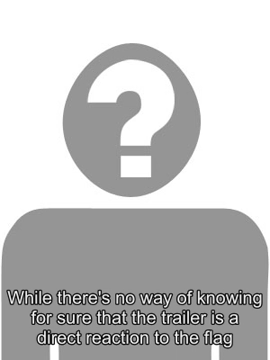 ?
While there's no way of knowing
for sure that the trailer is a
direct reaction to the flag